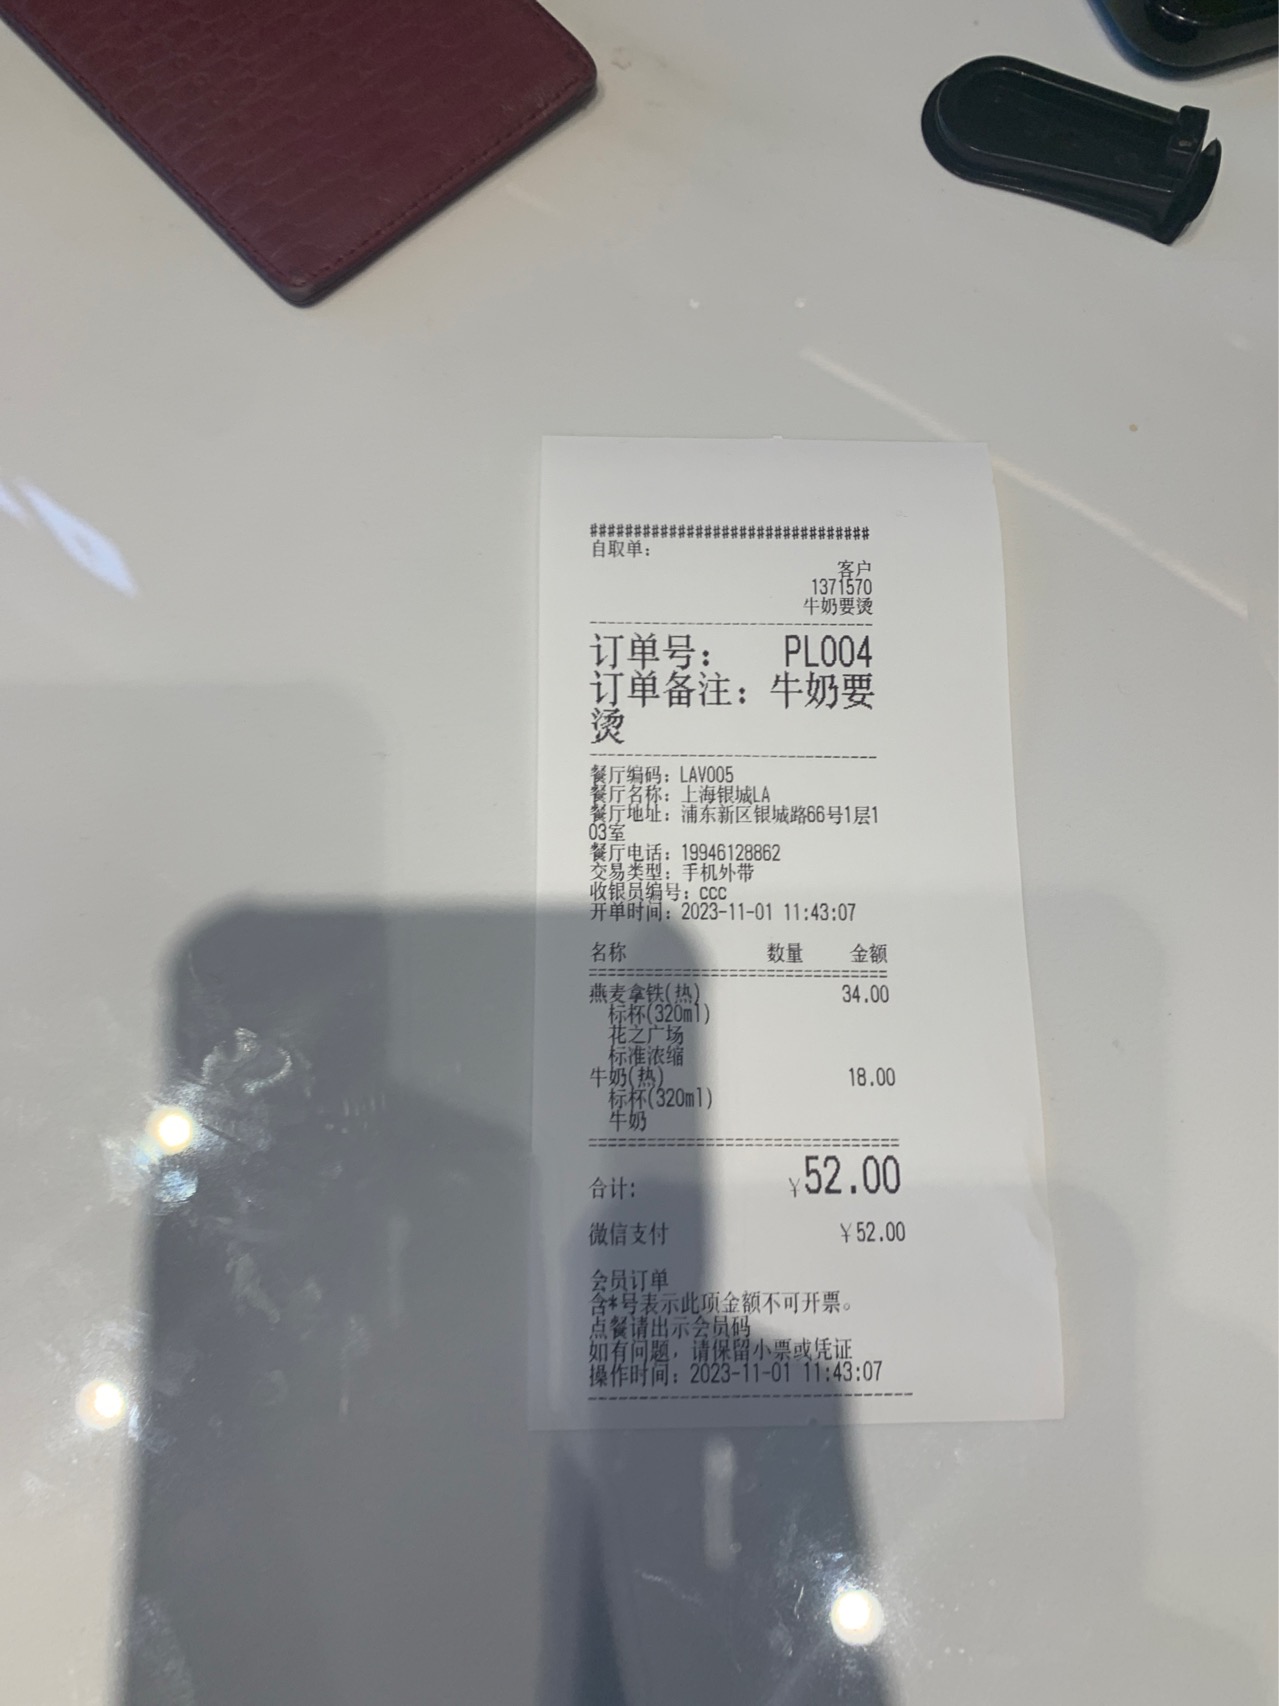 ################################
自取单:
客户
1371570
牛奶要烫
--------------------------------
订单号: PL004
订单备注: 牛奶要
烫
--------------------------------
餐厅编码: LAV005
餐厅名称: 上海银城LA
餐厅地址: 浦东新区银城路66号1层1
03室
餐厅电话: 19946128862
交易类型: 手机外带
收银员编号: ccc
开单时间: 2023-11-01 11:43:07
名称 数量 金额
================================
燕麦拿铁(热) 34.00
标杯(320ml)
花之广场
标准浓缩
牛奶(热) 18.00
标杯(320ml)
牛奶
================================
合计: ￥52.00
微信支付 ￥52.00
会员订单
含*号表示此项金额不可开票。
点餐请出示会员码
如有问题，请保留小票或凭证
操作时间: 2023-11-01 11:43:07
--------------------------------